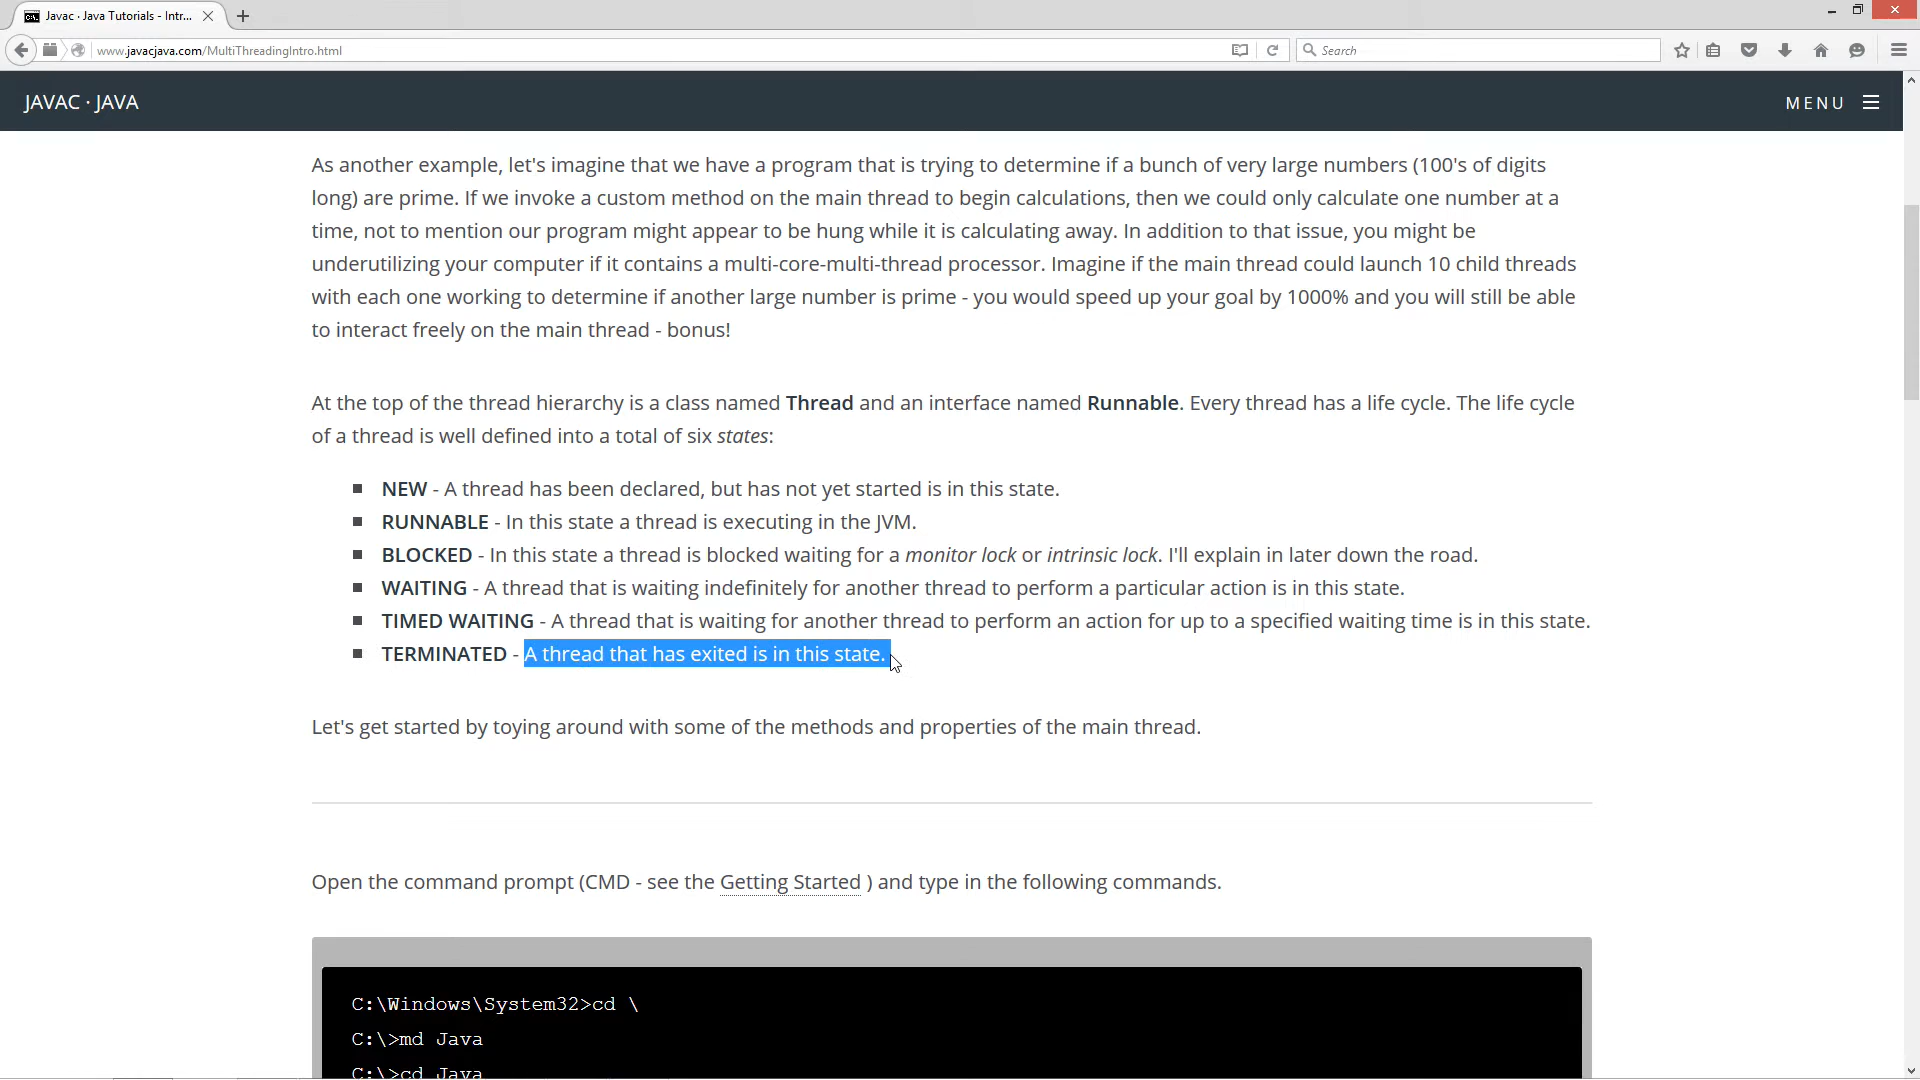 Javac · Java Tutorials - Intr...
www.javacjava.com/MultiThreadingIntro.html
Search
JAVAC · JAVA
MENU
As another example, let's imagine that we have a program that is trying to determine if a bunch of very large numbers (100's of digits
long) are prime. If we invoke a custom method on the main thread to begin calculations, then we could only calculate one number at a
time, not to mention our program might appear to be hung while it is calculating away. In addition to that issue, you might be
underutilizing your computer if it contains a multi-core-multi-thread processor. Imagine if the main thread could launch 10 child threads
with each one working to determine if another large number is prime - you would speed up your goal by 1000% and you will still be able
to interact freely on the main thread - bonus!
At the top of the thread hierarchy is a class named Thread and an interface named Runnable. Every thread has a life cycle. The life cycle
of a thread is well defined into a total of six states:
NEW - A thread has been declared, but has not yet started is in this state.
RUNNABLE - In this state a thread is executing in the JVM.
BLOCKED - In this state a thread is blocked waiting for a monitor lock or intrinsic lock. I'll explain in later down the road.
WAITING - A thread that is waiting indefinitely for another thread to perform a particular action is in this state.
TIMED WAITING - A thread that is waiting for another thread to perform an action for up to a specified waiting time is in this state.
TERMINATED - A thread that has exited is in this state.
Let's get started by toying around with some of the methods and properties of the main thread.
Open the command prompt (CMD - see the Getting Started ) and type in the following commands.
C:\Windows\System32>cd \
C:\>md Java
C:\>cd Java